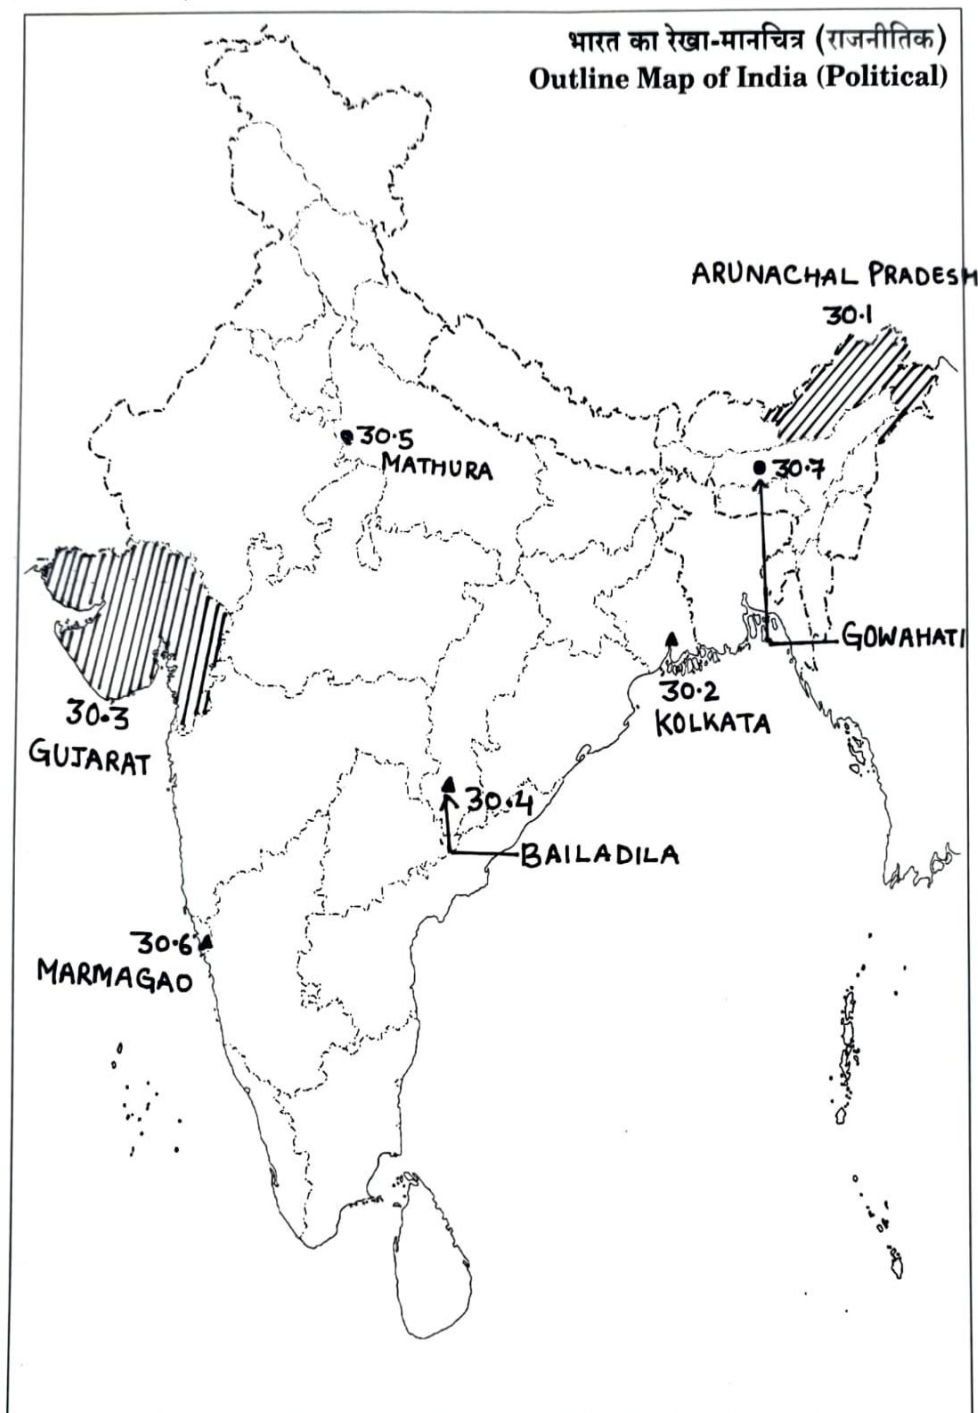 भारत का रेखा-मानचित्र (राजनीतिक)
Outline Map of India (Political)
ARUNACHAL PRADESH
30.1
30.5
MATHURA
30.7
GOWAHATI
30.2
KOLKATA
30.3
GUJARAT
30.4
BAILADILA
30.6
MARMAGAO